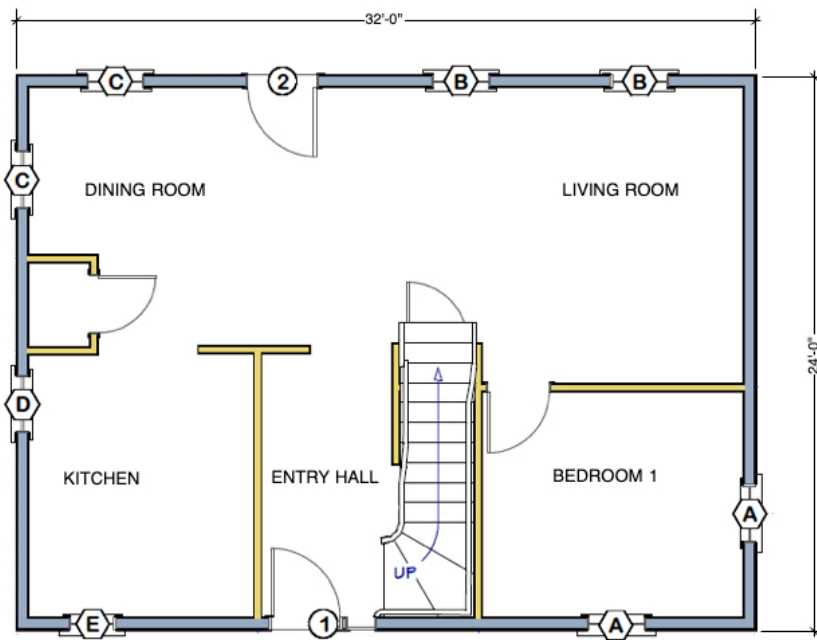 32'-0"
C
2
B
B
C
DINING ROOM
LIVING ROOM
24'-0"
D
KITCHEN
ENTRY HALL
BEDROOM 1
A
UP
E
1
A